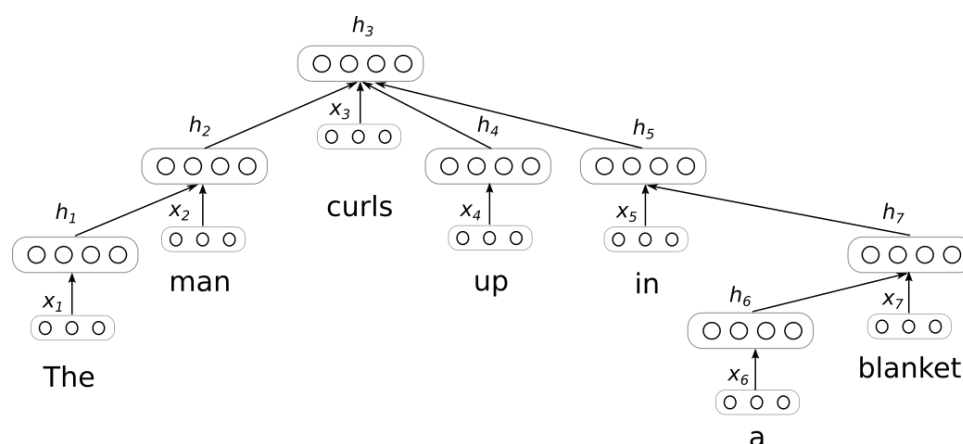 h3
x3
h2
h4
h5
curls
x2
x4
x5
h1
h7
man
up
in
x1
h6
x7
The
x6
blanket
a